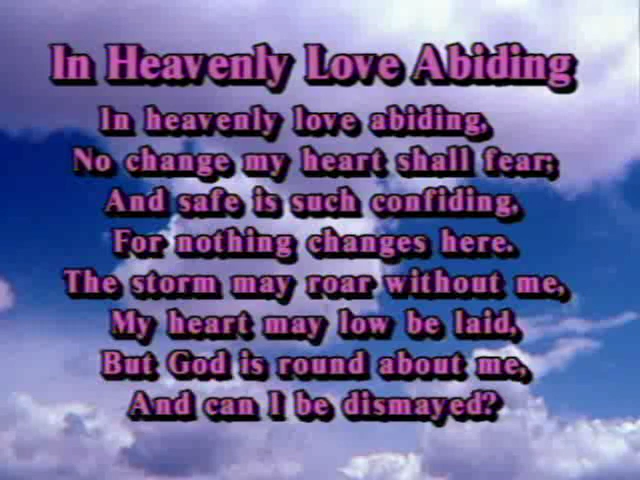 In Heavenly Love Abiding
In heavenly love abiding,
No change my heart shall fear;
And safe is such confiding,
For nothing changes here.
The storm may roar without me,
My heart may low be laid,
But God is round about me,
And can I be dismayed?